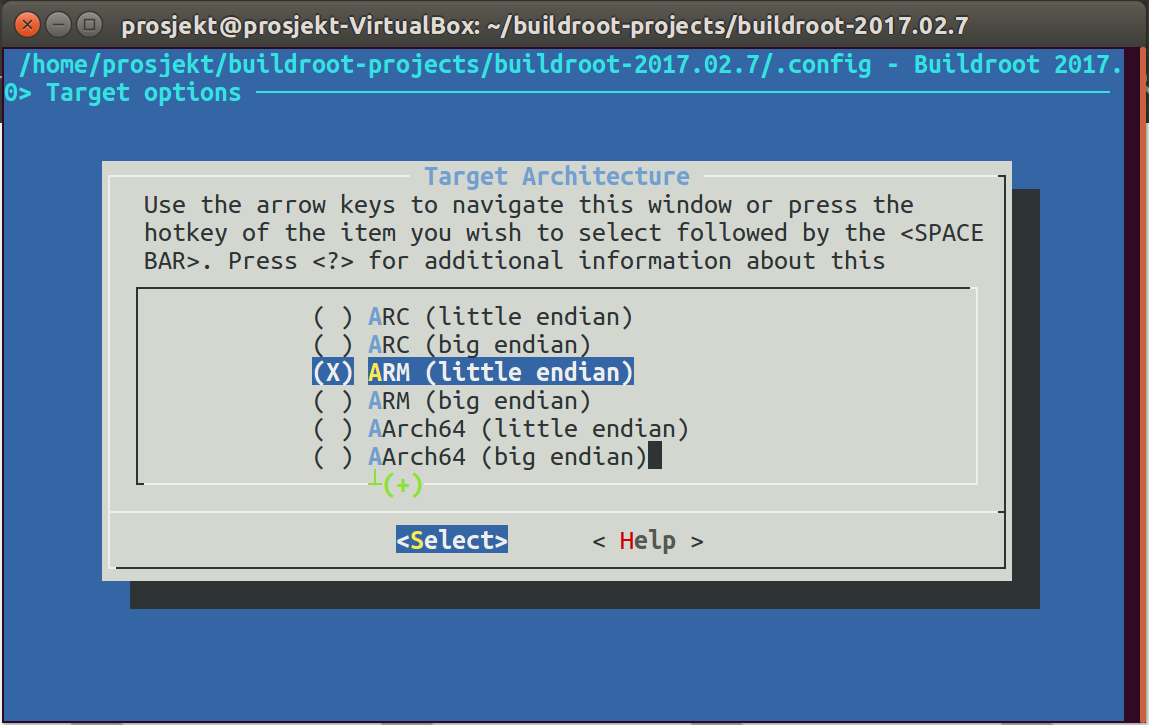 prosjekt@prosjekt-VirtualBox: ~/buildroot-projects/buildroot-2017.02.7
/home/prosjekt/buildroot-projects/buildroot-2017.02.7/.config - Buildroot 2017.
0> Target options
Target Architecture
Use the arrow keys to navigate this window or press the
hotkey of the item you wish to select followed by the <SPACE
BAR>. Press <?> for additional information about this
( ) ARC (little endian)
( ) ARC (big endian)
(X) ARM (little endian)
( ) ARM (big endian)
( ) AArch64 (little endian)
( ) AArch64 (big endian)
┴(+)
<Select> < Help >